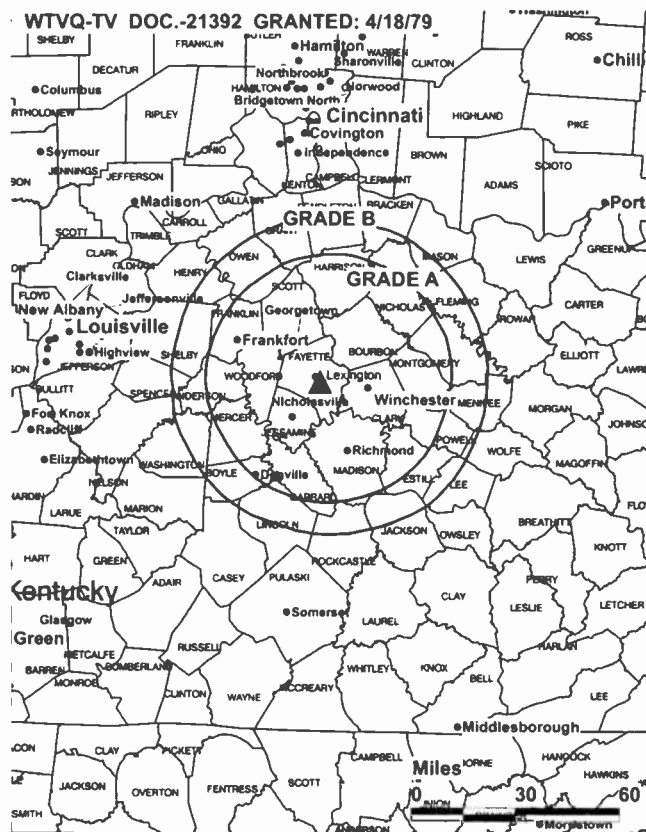 WTVQ-TV DOC.-21392 GRANTED: 4/18/79
SHELBY
FRANKLIN
BUTLER
Hamilton
WARREN
ROSS
DECATUR
Sharonville
CLINTON
Chill
Columbus
Northbrook
HAMILTON
Norwood
Bridgetown North
RTHOLOMEW
RIPLEY
Cincinnati
HIGHLAND
PIKE
Covington
Seymour
OHIO
Independence
BROWN
SCIOTO
JENNINGS
JEFFERSON
KENTON
CAMPBELL
CLERMONT
ADAMS
Madison
GALLATIN
BRACKEN
Port
CARROLL
GRADE B
SCOTT
TRIMBLE
CLARK
OWEN
MASON
LEWIS
GREENUP
OLDHAM
HENRY
HARRISON
Clarksville
GRADE A
SCOTT
FLOYD
Jeffersonville
NICHOLAS
FLEMING
CARTER
New Albany
FRANKLIN
Georgetown
ROWAN
Louisville
Frankfort
Highview
SHELBY
FAYETTE
BOURBON
ELLIOTT
JEFFERSON
MONTGOMERY
WOODFORD
Lexington
LAWR
BULLITT
SPENCER
ANDERSON
Nicholasville
Winchester
MENIFEE
MORGAN
Fort Knox
MERCER
CLARK
JOHNSO
Radcliff
JESSAMINE
POWELL
Elizabethtown
WASHINGTON
Richmond
WOLFE
MAGOFFIN
BOYLE
Danville
MADISON
ESTILL
LEE
NELSON
HARDIN
GARRARD
LARUE
MARION
LINCOLN
BREATHITT
TAYLOR
JACKSON
OWSLEY
KNOTT
HART
GREEN
ROCKCASTLE
ADAIR
CASEY
PULASKI
PERRY
Kentucky
CLAY
LESLIE
LETCHER
Somerset
Glasgow
LAUREL
Green
RUSSELL
HARLAN
METCALFE
BARREN
CUMBERLAND
WHITLEY
KNOX
BELL
MONROE
CLINTON
WAYNE
MCCREARY
LEE
Middlesborough
CLAY
PICKETT
CAMPBELL
HANCOCK
Miles
HAWKINS
JACKSON
OVERTON
FENTRESS
SCOTT
0 30 60
SMITH
Morristown